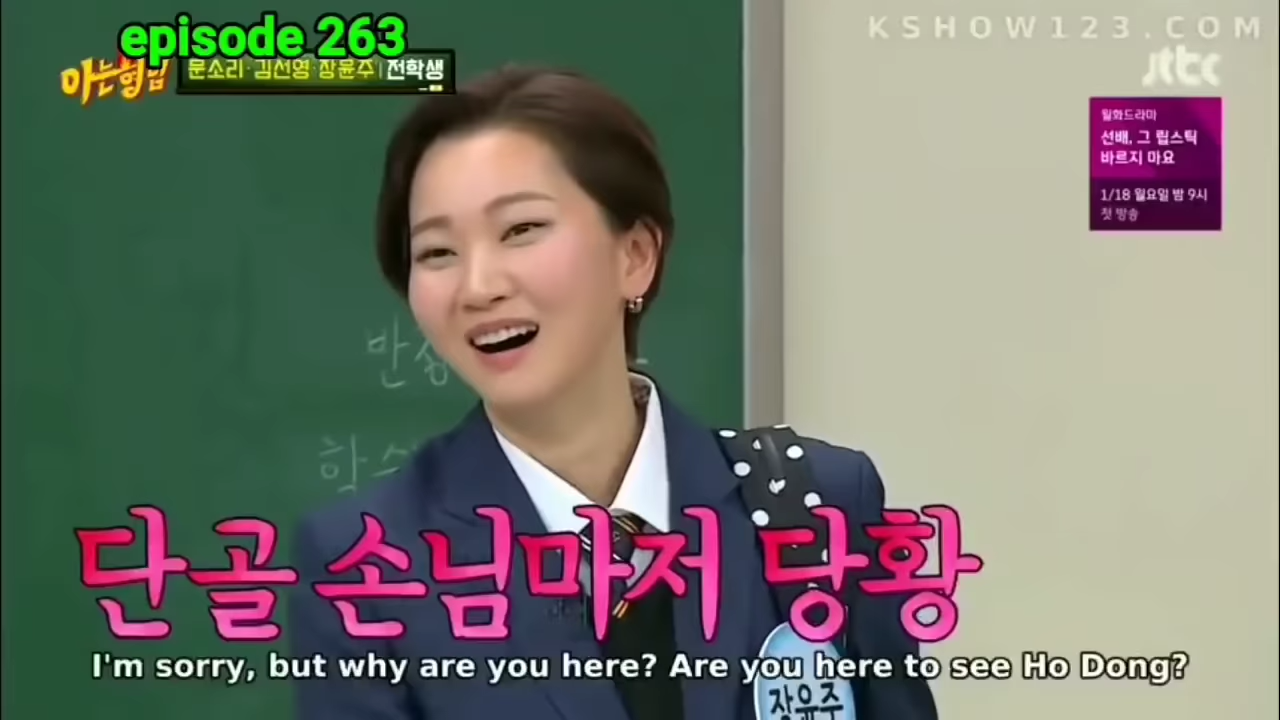 episode 263
KSHOW123.COM
아는형님
문소리·김선영·장윤주 | 전학생
jtbc
월화드라마
선배, 그 립스틱
바르지 마요
1/18 월요일 밤 9시
첫 방송
반
학
단골 손님마저 당황
I'm sorry, but why are you here? Are you here to see Ho Dong?
장윤주